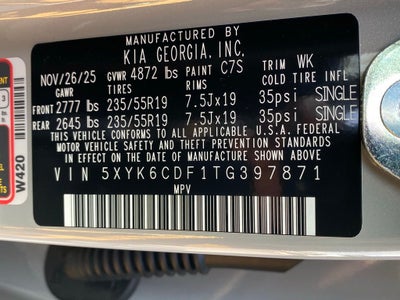 MANUFACTURED BY
KIA GEORGIA, INC.
NOV/26/25 GVWR 4872 lbs PAINT C7S TRIM WK
GAWR TIRES RIMS COLD TIRE INFL
FRONT 2777 lbs 235/55R19 7.5Jx19 35psi SINGLE
REAR 2645 lbs 235/55R19 7.5Jx19 35psi SINGLE
THIS VEHICLE CONFORMS TO ALL APPLICABLE U.S.A. FEDERAL
MOTOR VEHICLE SAFETY AND THEFT PREVENTION STANDARDS
IN EFFECT ON THE DATE OF MANUFACTURE SHOWN ABOVE.
VIN 5XYK6CDF1TG397871
MPV
W420